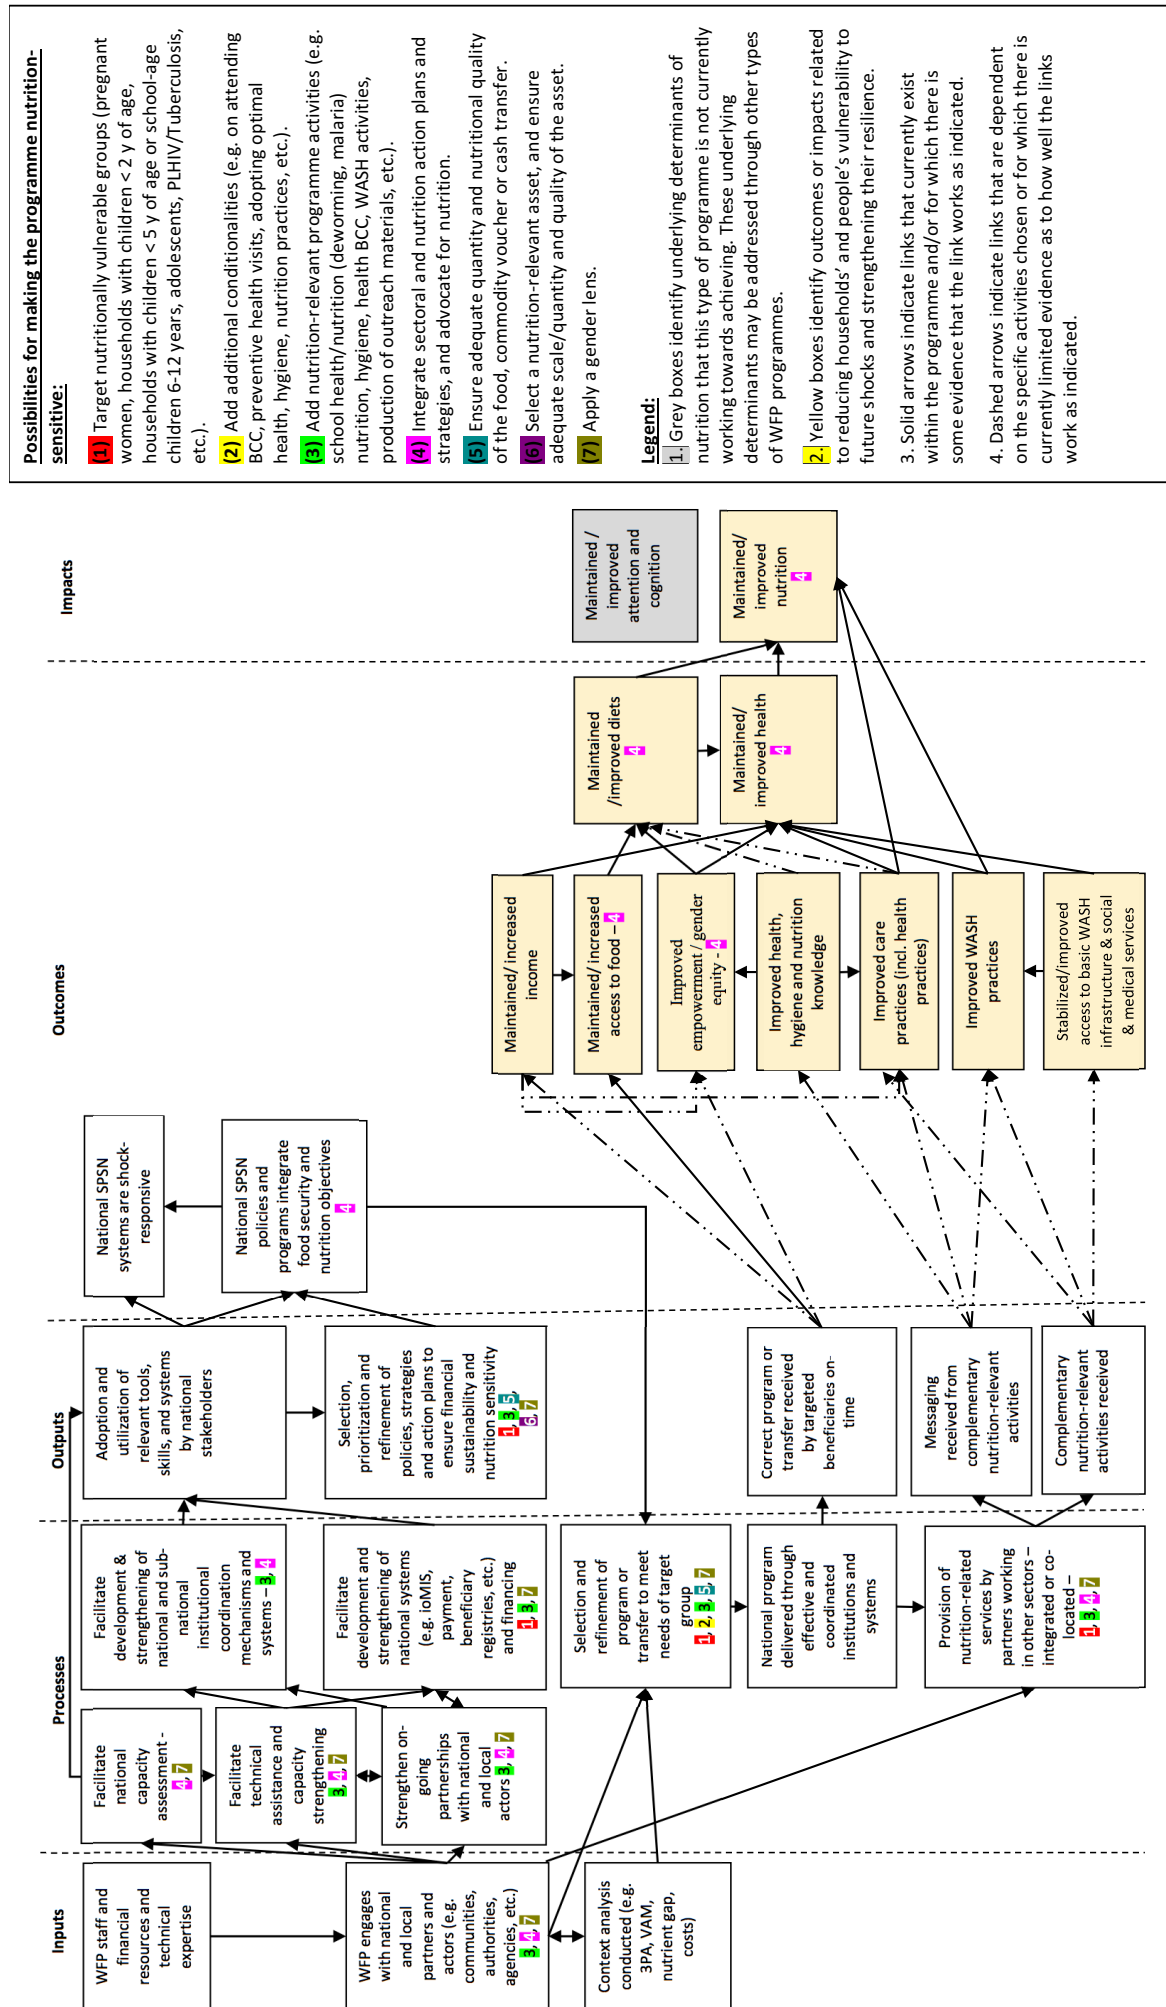 Inputs
Processes
Outputs
Outcomes
Impacts
WFP staff and
financial
resources and
technical
expertise
WFP engages
with national
and local
partners and
actors (e.g.
communities,
authorities,
agencies, etc.)
3, 4, 7
Context analysis
conducted (e.g.
3PA, VAM,
nutrient gap,
costs)
Facilitate
national
capacity
assessment -
4, 7
Facilitate
technical
assistance and
capacity
strengthening
3, 4, 7
Strengthen on-
going
partnerships
with national
and local
actors 3, 4, 7
Facilitate
development &
strengthening of
national and sub-
national
institutional
coordination
mechanisms and
systems – 3, 4
Facilitate
development and
strengthening of
national systems
(e.g. ioMIS,
payment,
beneficiary
registries, etc.)
and financing
1, 3, 7
Selection and
refinement of
program or
transfer to meet
needs of target
group
1, 2, 3, 5, 7
National program
delivered through
effective and
coordinated
institutions and
systems
Provision of
nutrition-related
services by
partners working
in other sectors –
integrated or co-
located –
1, 3, 4, 7
Adoption and
utilization of
relevant tools,
skills, and systems
by national
stakeholders
Selection,
prioritization and
refinement of
policies, strategies
and action plans to
ensure financial
sustainability and
nutrition sensitivity
1, 3, 5,
6, 7
Correct program or
transfer received
by targeted
beneficiaries on-
time
Messaging
received from
complementary
nutrition-relevant
activities
Complementary
nutrition-relevant
activities received
National SPSN
systems are shock-
responsive
National SPSN
policies and
programs integrate
food security and
nutrition objectives
4
Maintained/ increased
income
Maintained/ increased
access to food – 4
Improved
empowerment / gender
equity - 4
Improved health,
hygiene and nutrition
knowledge
Improved care
practices (incl. health
practices)
Improved WASH
practices
Stabilized/improved
access to basic WASH
infrastructure & social
& medical services
Maintained
/improved diets
4
Maintained/
improved health
4
Maintained /
improved
attention and
cognition
Maintained/
improved
nutrition
4
Possibilities for making the programme nutrition-
sensitive:
(1) Target nutritionally vulnerable groups (pregnant
women, households with children < 2 y of age,
households with children < 5 y of age or school-age
children 6-12 years, adolescents, PLHIV/Tuberculosis,
etc.).
(2) Add additional conditionalities (e.g. on attending
BCC, preventive health visits, adopting optimal
health, hygiene, nutrition practices, etc.).
(3) Add nutrition-relevant programme activities (e.g.
school health/nutrition (deworming, malaria)
nutrition, hygiene, health BCC, WASH activities,
production of outreach materials, etc.).
(4) Integrate sectoral and nutrition action plans and
strategies, and advocate for nutrition.
(5) Ensure adequate quantity and nutritional quality
of the food, commodity voucher or cash transfer.
(6) Select a nutrition-relevant asset, and ensure
adequate scale/quantity and quality of the asset.
(7) Apply a gender lens.
Legend:
1. Grey boxes identify underlying determinants of
nutrition that this type of programme is not currently
working towards achieving. These underlying
determinants may be addressed through other types
of WFP programmes.
2. Yellow boxes identify outcomes or impacts related
to reducing households' and people's vulnerability to
future shocks and strengthening their resilience.
3. Solid arrows indicate links that currently exist
within the programme and/or for which there is
some evidence that the link works as indicated.
4. Dashed arrows indicate links that are dependent
on the specific activities chosen or for which there is
currently limited evidence as to how well the links
work as indicated.